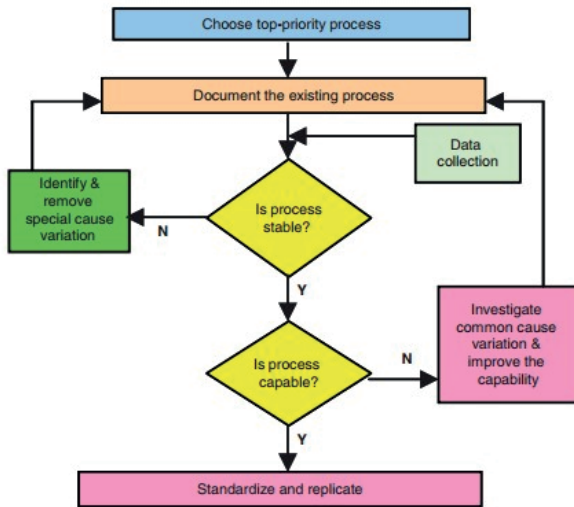 Choose top-priority process
Document the existing process
Data
collection
Identify &
remove
special cause
variation
Is process
stable?
N
Y
Investigate
common cause
variation &
improve the
capability
Is process
capable?
N
Y
Standardize and replicate